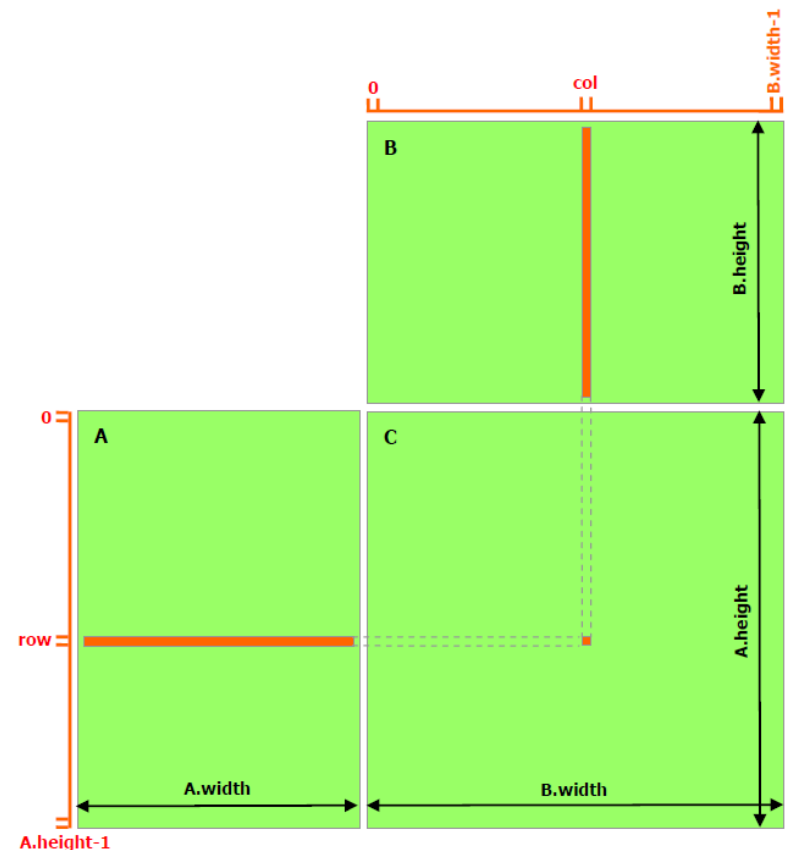 B.width-1
0
col
B
B.height
0
A
C
A.height
row
A.width
B.width
A.height-1